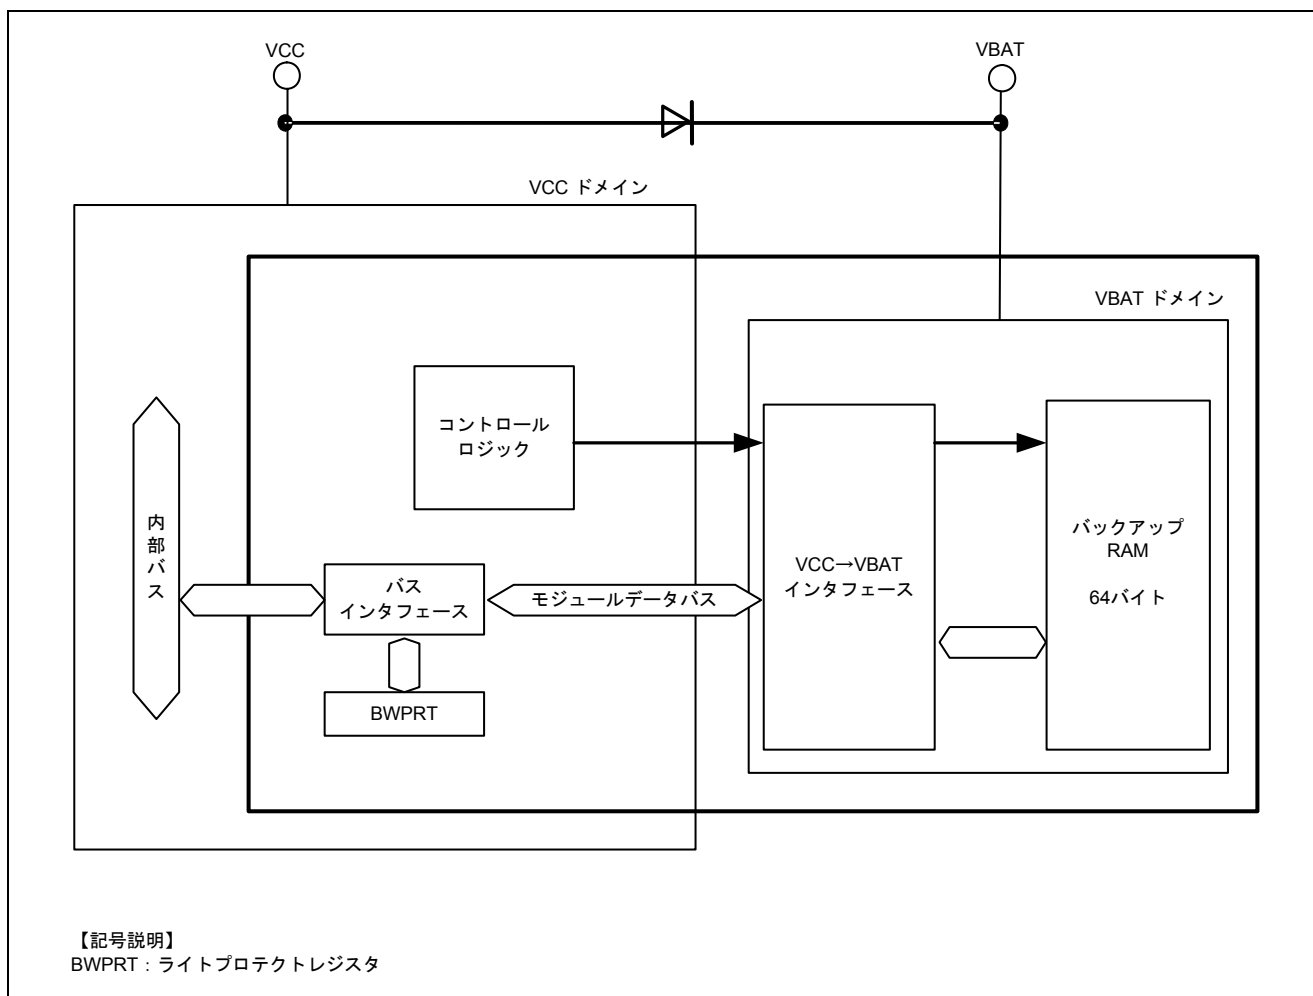 VCC
VBAT
VCC ドメイン
VBAT ドメイン
コントロール
ロジック
内部バス
バス
インタフェース
モジュールデータバス
VCC→VBAT
インタフェース
バックアップ
RAM
64バイト
BWPRT
【記号説明】
BWPRT：ライトプロテクトレジスタ